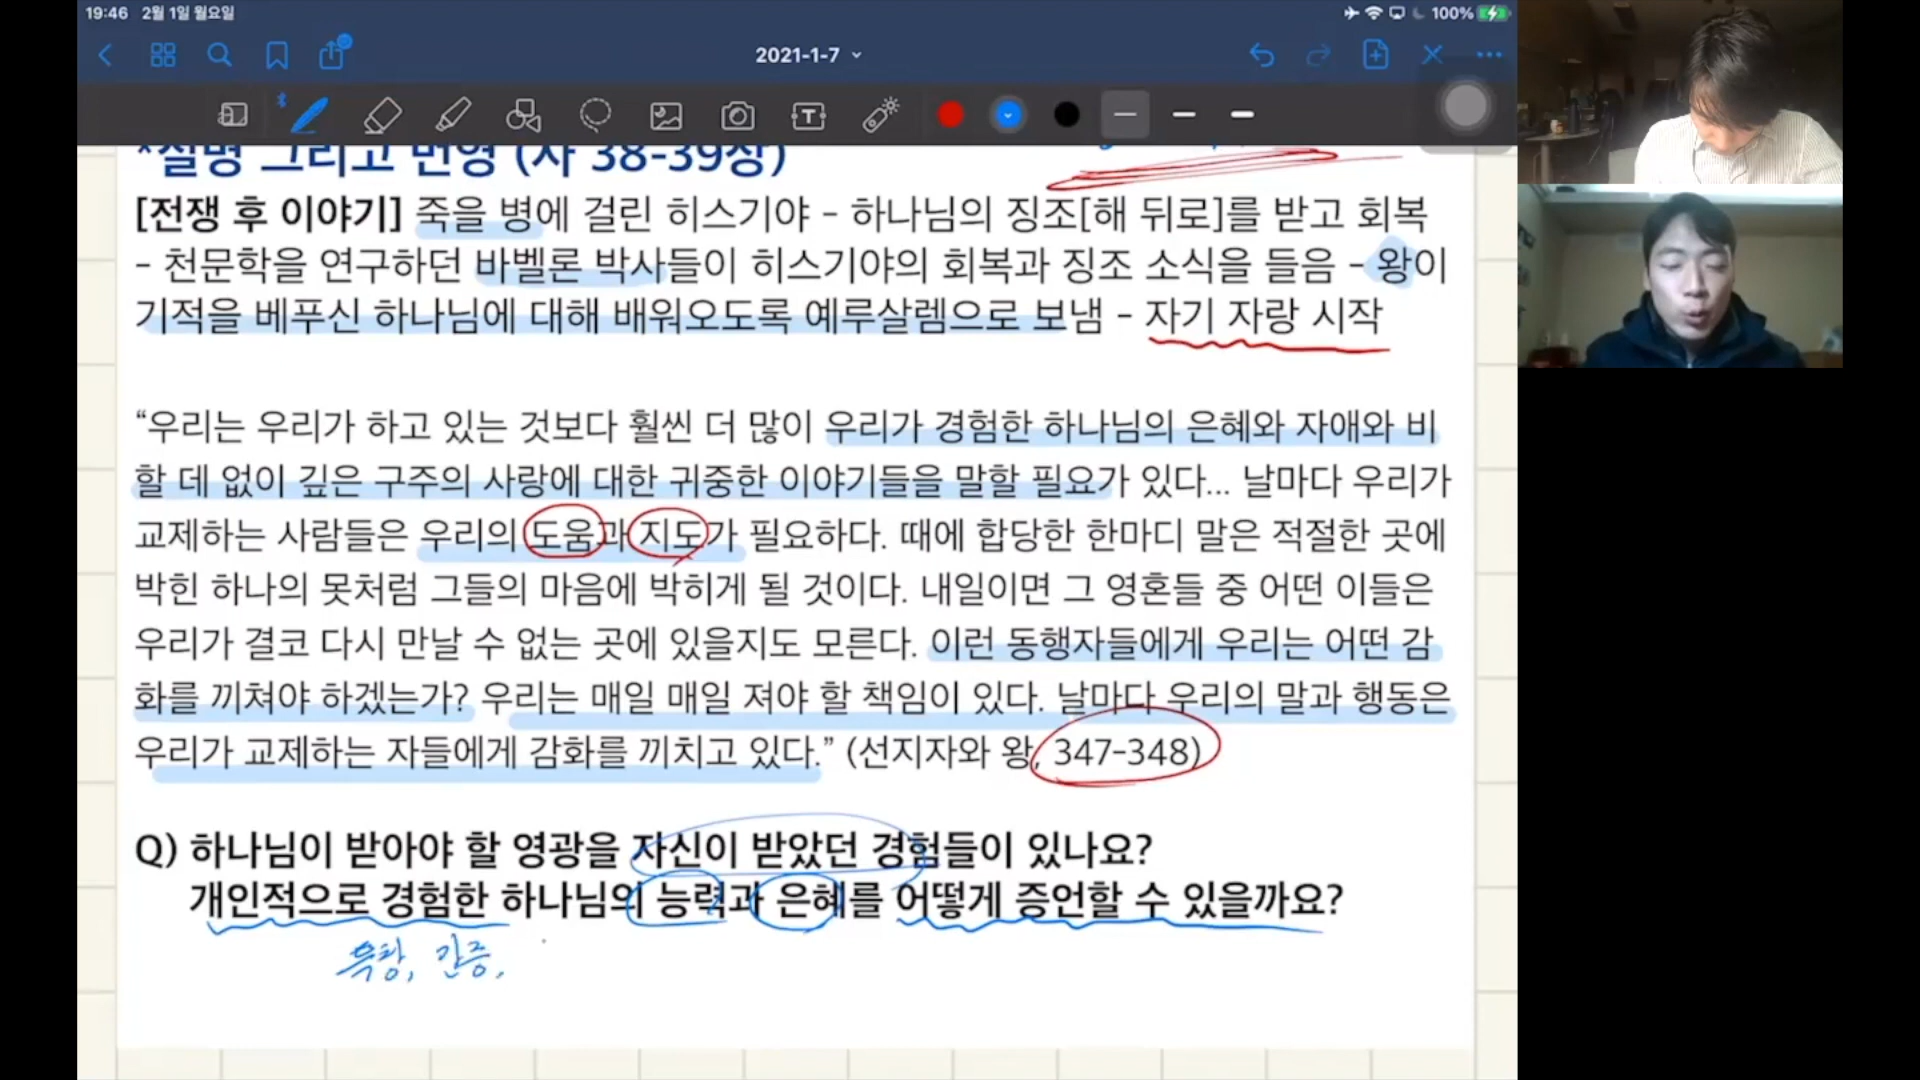 19:46 2월 1일 월요일
100%
2021-1-7
*질병 그리고 번영 (사 38-39장)
[전쟁 후 이야기] 죽을 병에 걸린 히스기야 - 하나님의 징조[해 뒤로]를 받고 회복
- 천문학을 연구하던 바벨론 박사들이 히스기야의 회복과 징조 소식을 들음 - 왕이
기적을 베푸신 하나님에 대해 배워오도록 예루살렘으로 보냄 - 자기 자랑 시작
“우리는 우리가 하고 있는 것보다 훨씬 더 많이 우리가 경험한 하나님의 은혜와 자애와 비
할 데 없이 깊은 구주의 사랑에 대한 귀중한 이야기들을 말할 필요가 있다... 날마다 우리가
교제하는 사람들은 우리의 도움과 지도가 필요하다. 때에 합당한 한마디 말은 적절한 곳에
박힌 하나의 못처럼 그들의 마음에 박히게 될 것이다. 내일이면 그 영혼들 중 어떤 이들은
우리가 결코 다시 만날 수 없는 곳에 있을지도 모른다. 이런 동행자들에게 우리는 어떤 감
화를 끼쳐야 하겠는가? 우리는 매일 매일 져야 할 책임이 있다. 날마다 우리의 말과 행동은
우리가 교제하는 자들에게 감화를 끼치고 있다.” (선지자와 왕, 347-348)
Q) 하나님이 받아야 할 영광을 자신이 받았던 경험들이 있나요?
개인적으로 경험한 하나님의 능력과 은혜를 어떻게 증언할 수 있을까요?
간증,